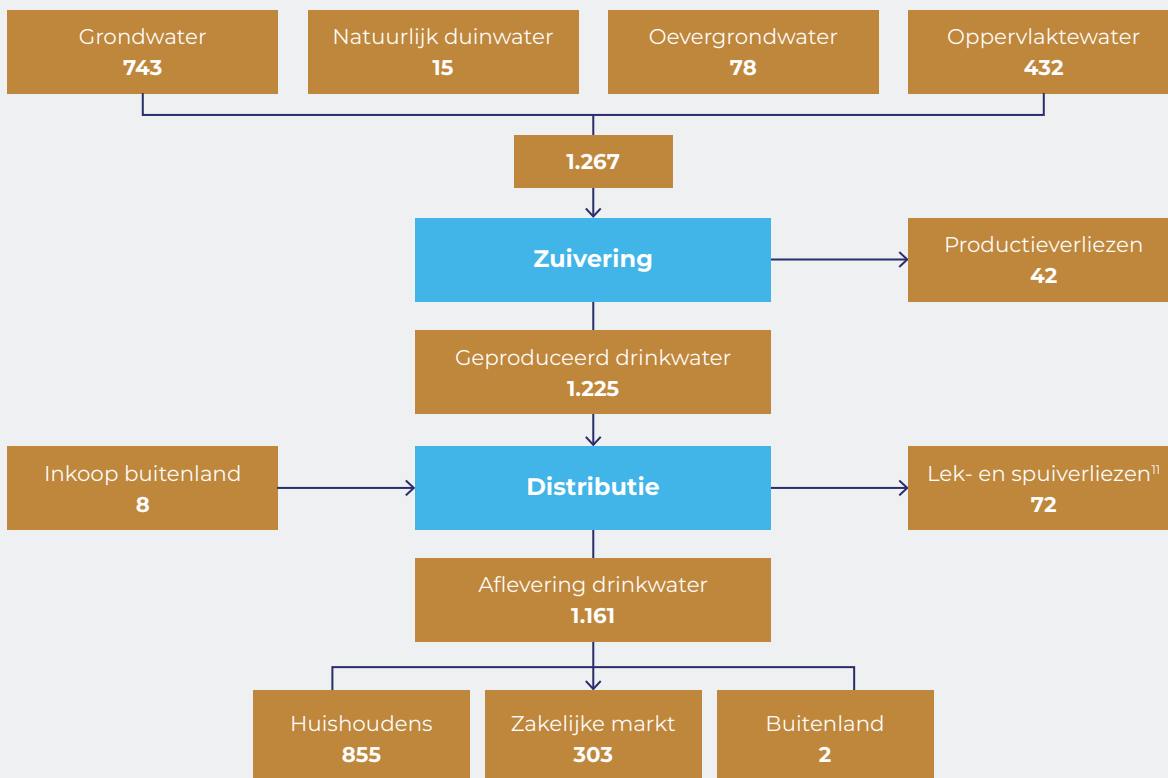 Grondwater
743
Natuurlijk duinwater
15
Oevergrondwater
78
Oppervlaktewater
432
1.267
Zuivering
Productieverliezen
42
Geproduceerd drinkwater
1.225
Inkoop buitenland
8
Distributie
Lek- en spuiverliezen¹¹
72
Aflevering drinkwater
1.161
Huishoudens
855
Zakelijke markt
303
Buitenland
2